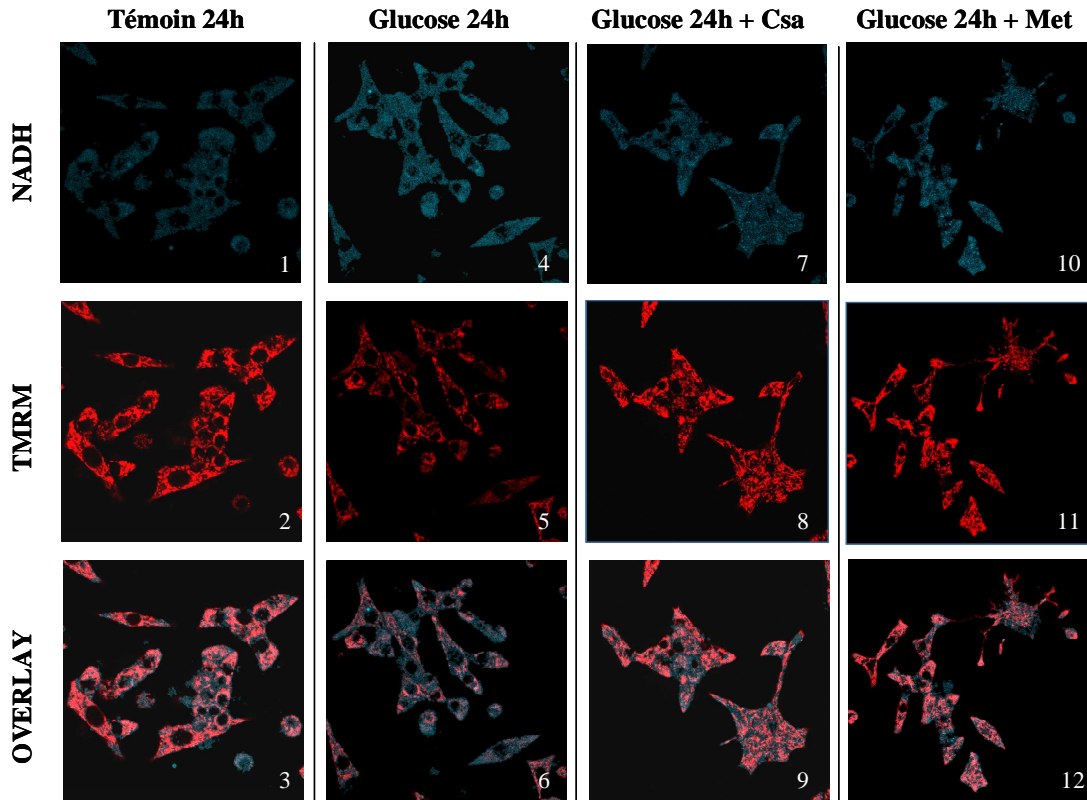 Témoin 24h
Glucose 24h
Glucose 24h + Csa
Glucose 24h + Met
NADH
1
4
7
10
TMRM
2
5
8
11
OVERLAY
3
6
9
12